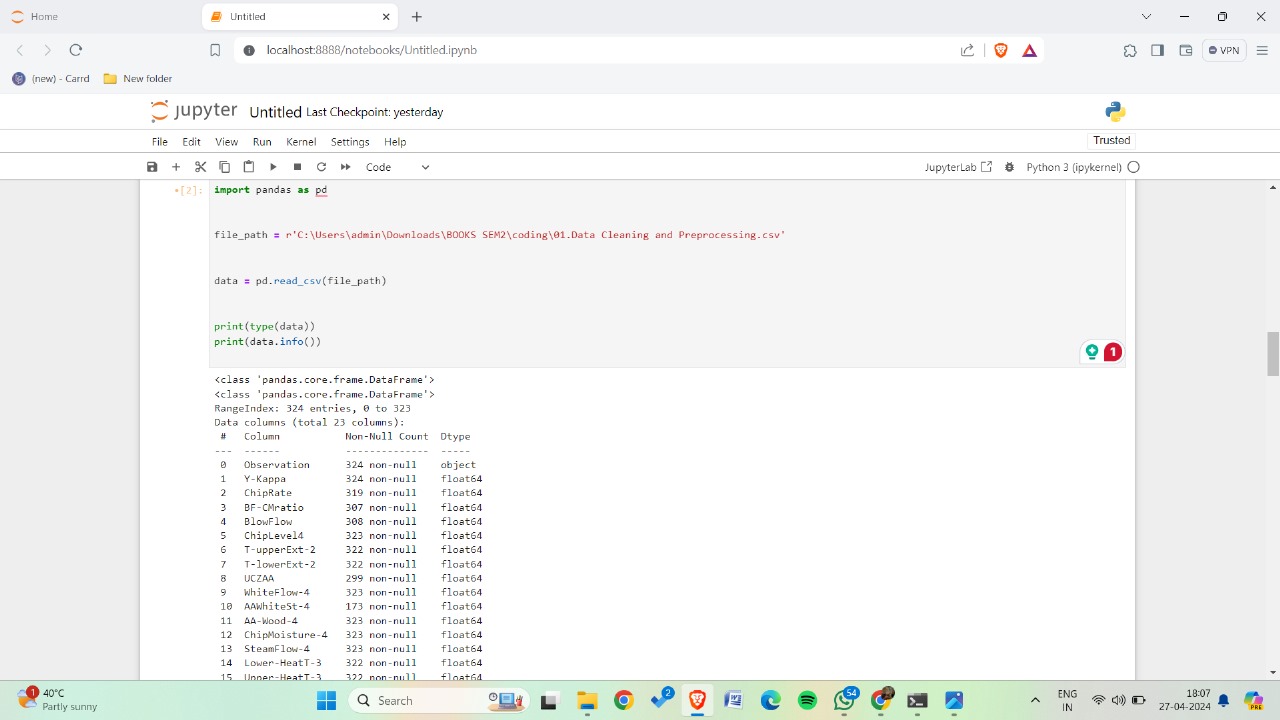 Home
Untitled
localhost:8888/notebooks/Untitled.ipynb
VPN
(new) - Carrd New folder
jupyter Untitled Last Checkpoint: yesterday
File Edit View Run Kernel Settings Help
Trusted
Code
JupyterLab Python 3 (ipykernel)
[2]: import pandas as pd
file_path = r'C:\Users\admin\Downloads\BOOKS SEM2\coding\01.Data Cleaning and Preprocessing.csv'
data = pd.read_csv(file_path)
print(type(data))
print(data.info())
1
<class 'pandas.core.frame.DataFrame'>
<class 'pandas.core.frame.DataFrame'>
RangeIndex: 324 entries, 0 to 323
Data columns (total 23 columns):
# Column Non-Null Count Dtype
--- ------ -------------- -----
0 Observation 324 non-null object
1 Y-Kappa 324 non-null float64
2 ChipRate 319 non-null float64
3 BF-CMratio 307 non-null float64
4 BlowFlow 308 non-null float64
5 ChipLevel4 323 non-null float64
6 T-upperExt-2 322 non-null float64
7 T-lowerExt-2 322 non-null float64
8 UCZAA 299 non-null float64
9 WhiteFlow-4 323 non-null float64
10 AAWhiteSt-4 173 non-null float64
11 AA-Wood-4 323 non-null float64
12 ChipMoisture-4 323 non-null float64
13 SteamFlow-4 323 non-null float64
14 Lower-HeatT-3 322 non-null float64
15 Upper-HeatT-3 322 non-null float64
1
40°C
Partly sunny
Search
2
54
PRE
ENG
IN
18:07
27-04-2024